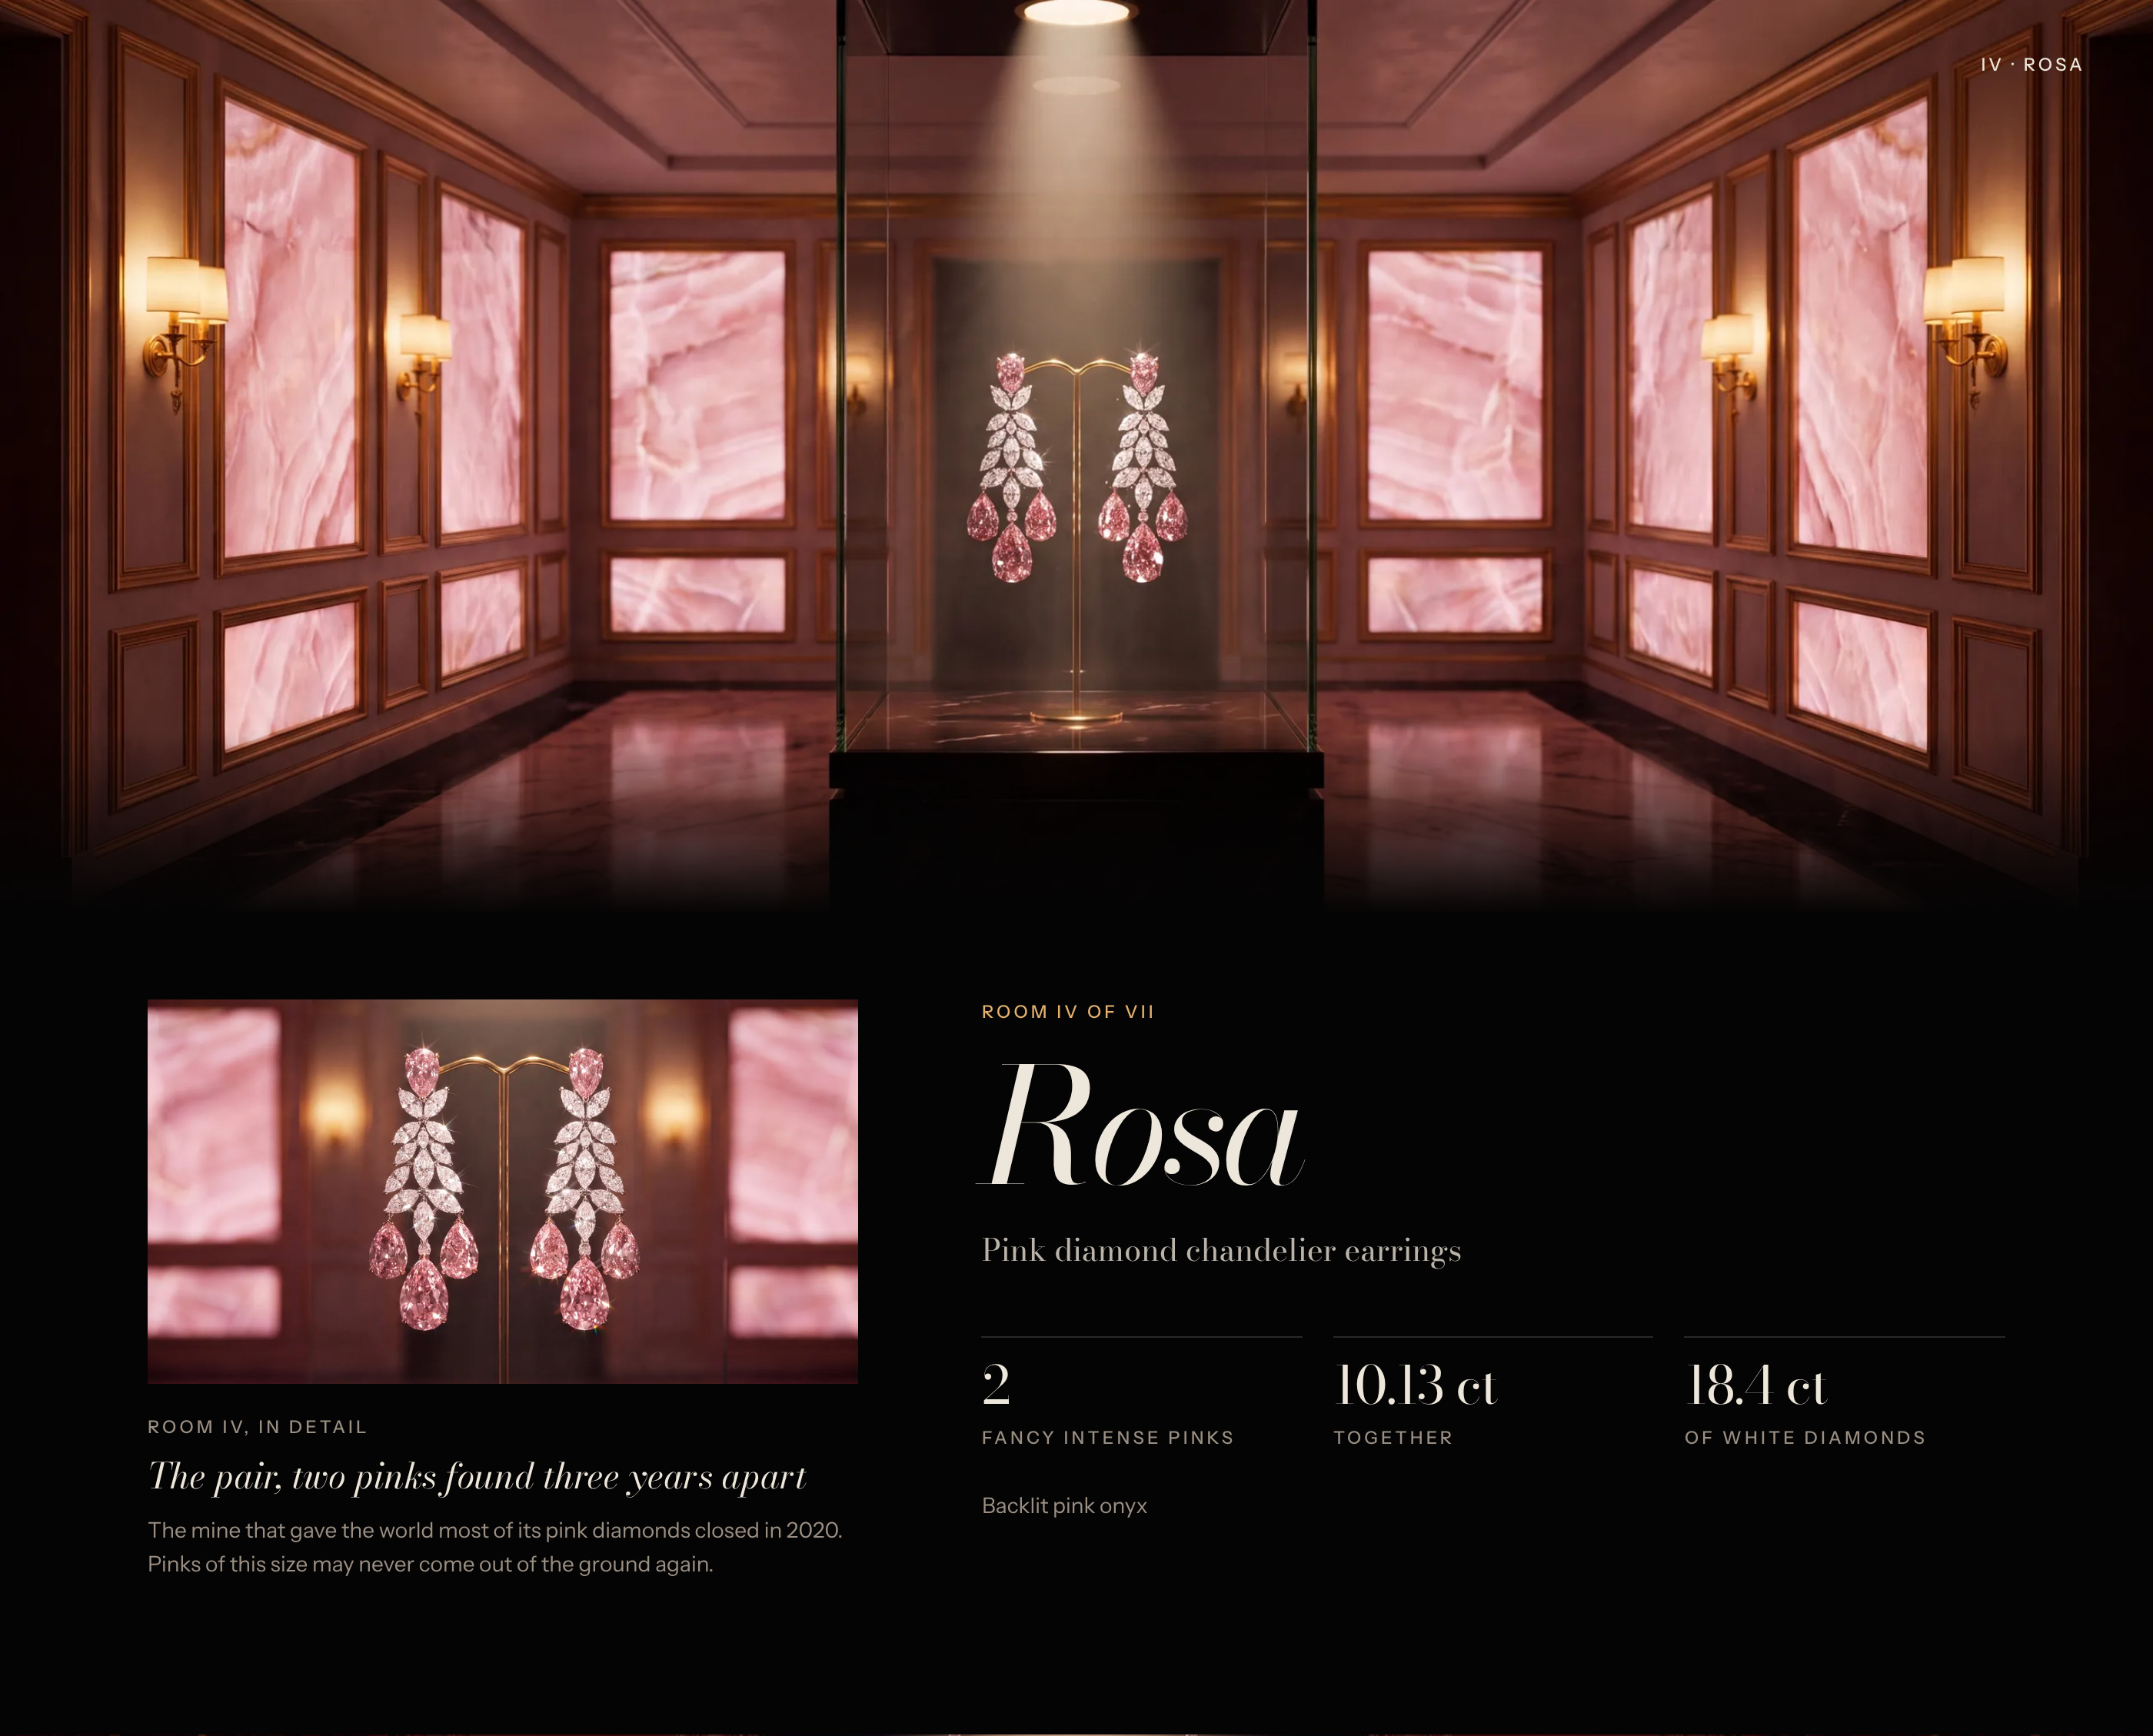 IV · ROSA
ROOM IV OF VII
Rosa
Pink diamond chandelier earrings
2
FANCY INTENSE PINKS
10.13 ct
TOGETHER
18.4 ct
OF WHITE DIAMONDS
Backlit pink onyx
ROOM IV, IN DETAIL
The pair, two pinks found three years apart
The mine that gave the world most of its pink diamonds closed in 2020.
Pinks of this size may never come out of the ground again.